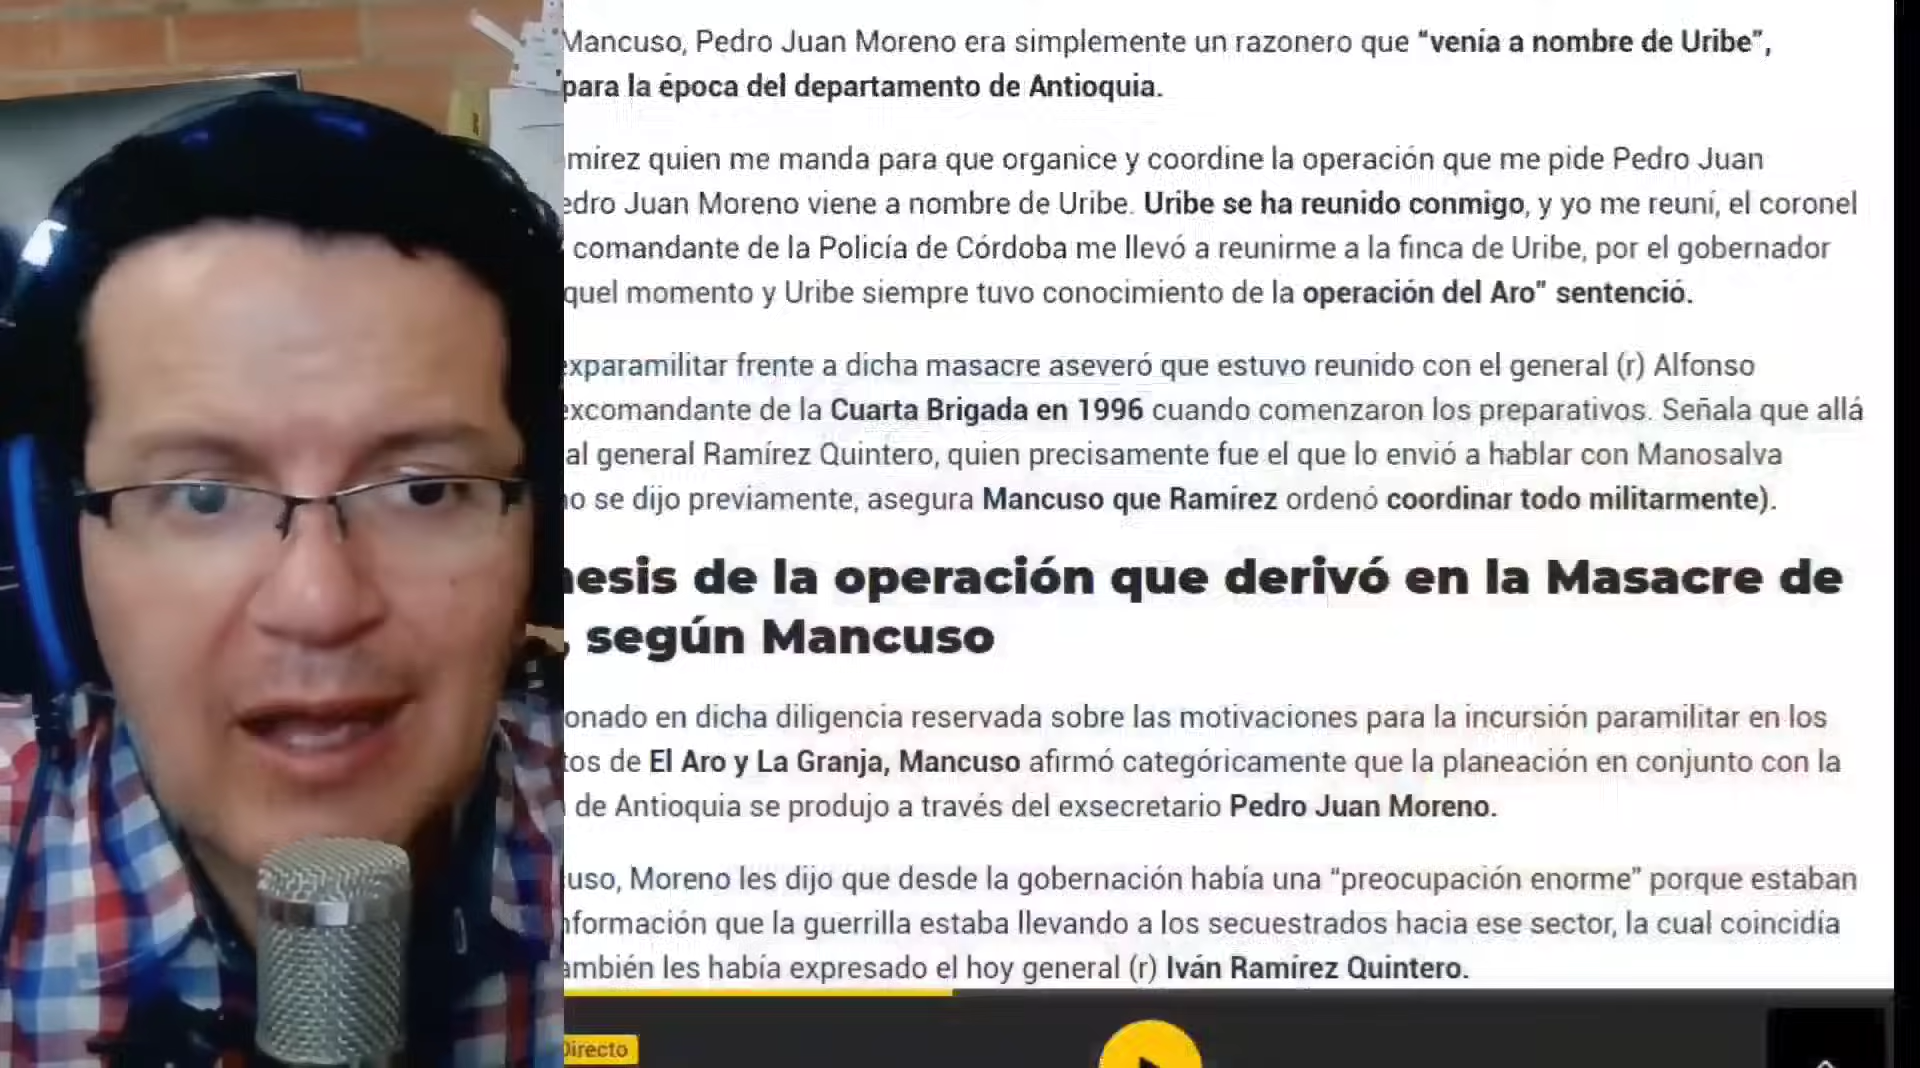 Mancuso, Pedro Juan Moreno era simplemente un razonero que “venía a nombre de Uribe”,
para la época del departamento de Antioquia.
mírez quien me manda para que organice y coordine la operación que me pide Pedro Juan
edro Juan Moreno viene a nombre de Uribe. Uribe se ha reunido conmigo, y yo me reuní, el coronel
comandante de la Policía de Córdoba me llevó a reunirme a la finca de Uribe, por el gobernador
quel momento y Uribe siempre tuvo conocimiento de la operación del Aro” sentenció.
exparamilitar frente a dicha masacre aseveró que estuvo reunido con el general (r) Alfonso
excomandante de la Cuarta Brigada en 1996 cuando comenzaron los preparativos. Señala que allá
al general Ramírez Quintero, quien precisamente fue el que lo envió a hablar con Manosalva
no se dijo previamente, asegura Mancuso que Ramírez ordenó coordinar todo militarmente).
nesis de la operación que derivó en la Masacre de
, según Mancuso
onado en dicha diligencia reservada sobre las motivaciones para la incursión paramilitar en los
tos de El Aro y La Granja, Mancuso afirmó categóricamente que la planeación en conjunto con la
de Antioquia se produjo a través del exsecretario Pedro Juan Moreno.
uso, Moreno les dijo que desde la gobernación había una “preocupación enorme” porque estaban
nformación que la guerrilla estaba llevando a los secuestrados hacia ese sector, la cual coincidía
ambién les había expresado el hoy general (r) Iván Ramírez Quintero.
Directo